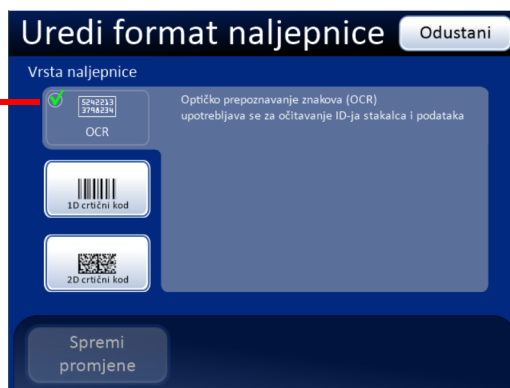 Uredi format naljepnice
Odustani
Vrsta naljepnice
5242213
3798234
OCR
Optičko prepoznavanje znakova (OCR)
upotrebljava se za očitavanje ID-ja stakalca i podataka
1D crtični kod
2D crtični kod
Spremi
promjene